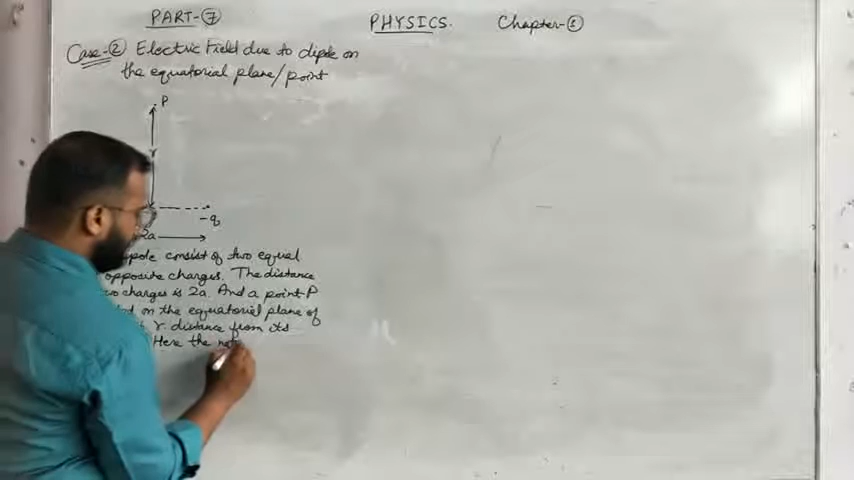 PART-⑦ PHYSICS. Chapter-①
Case-② Electric Field due to dipole on
the equatorial plane/point
P
r
-q
2a
pole consist of two equal
opposite charges. The distance
charges is 2a. And a point P
on the equatorial plane of
r distance from its
Here the